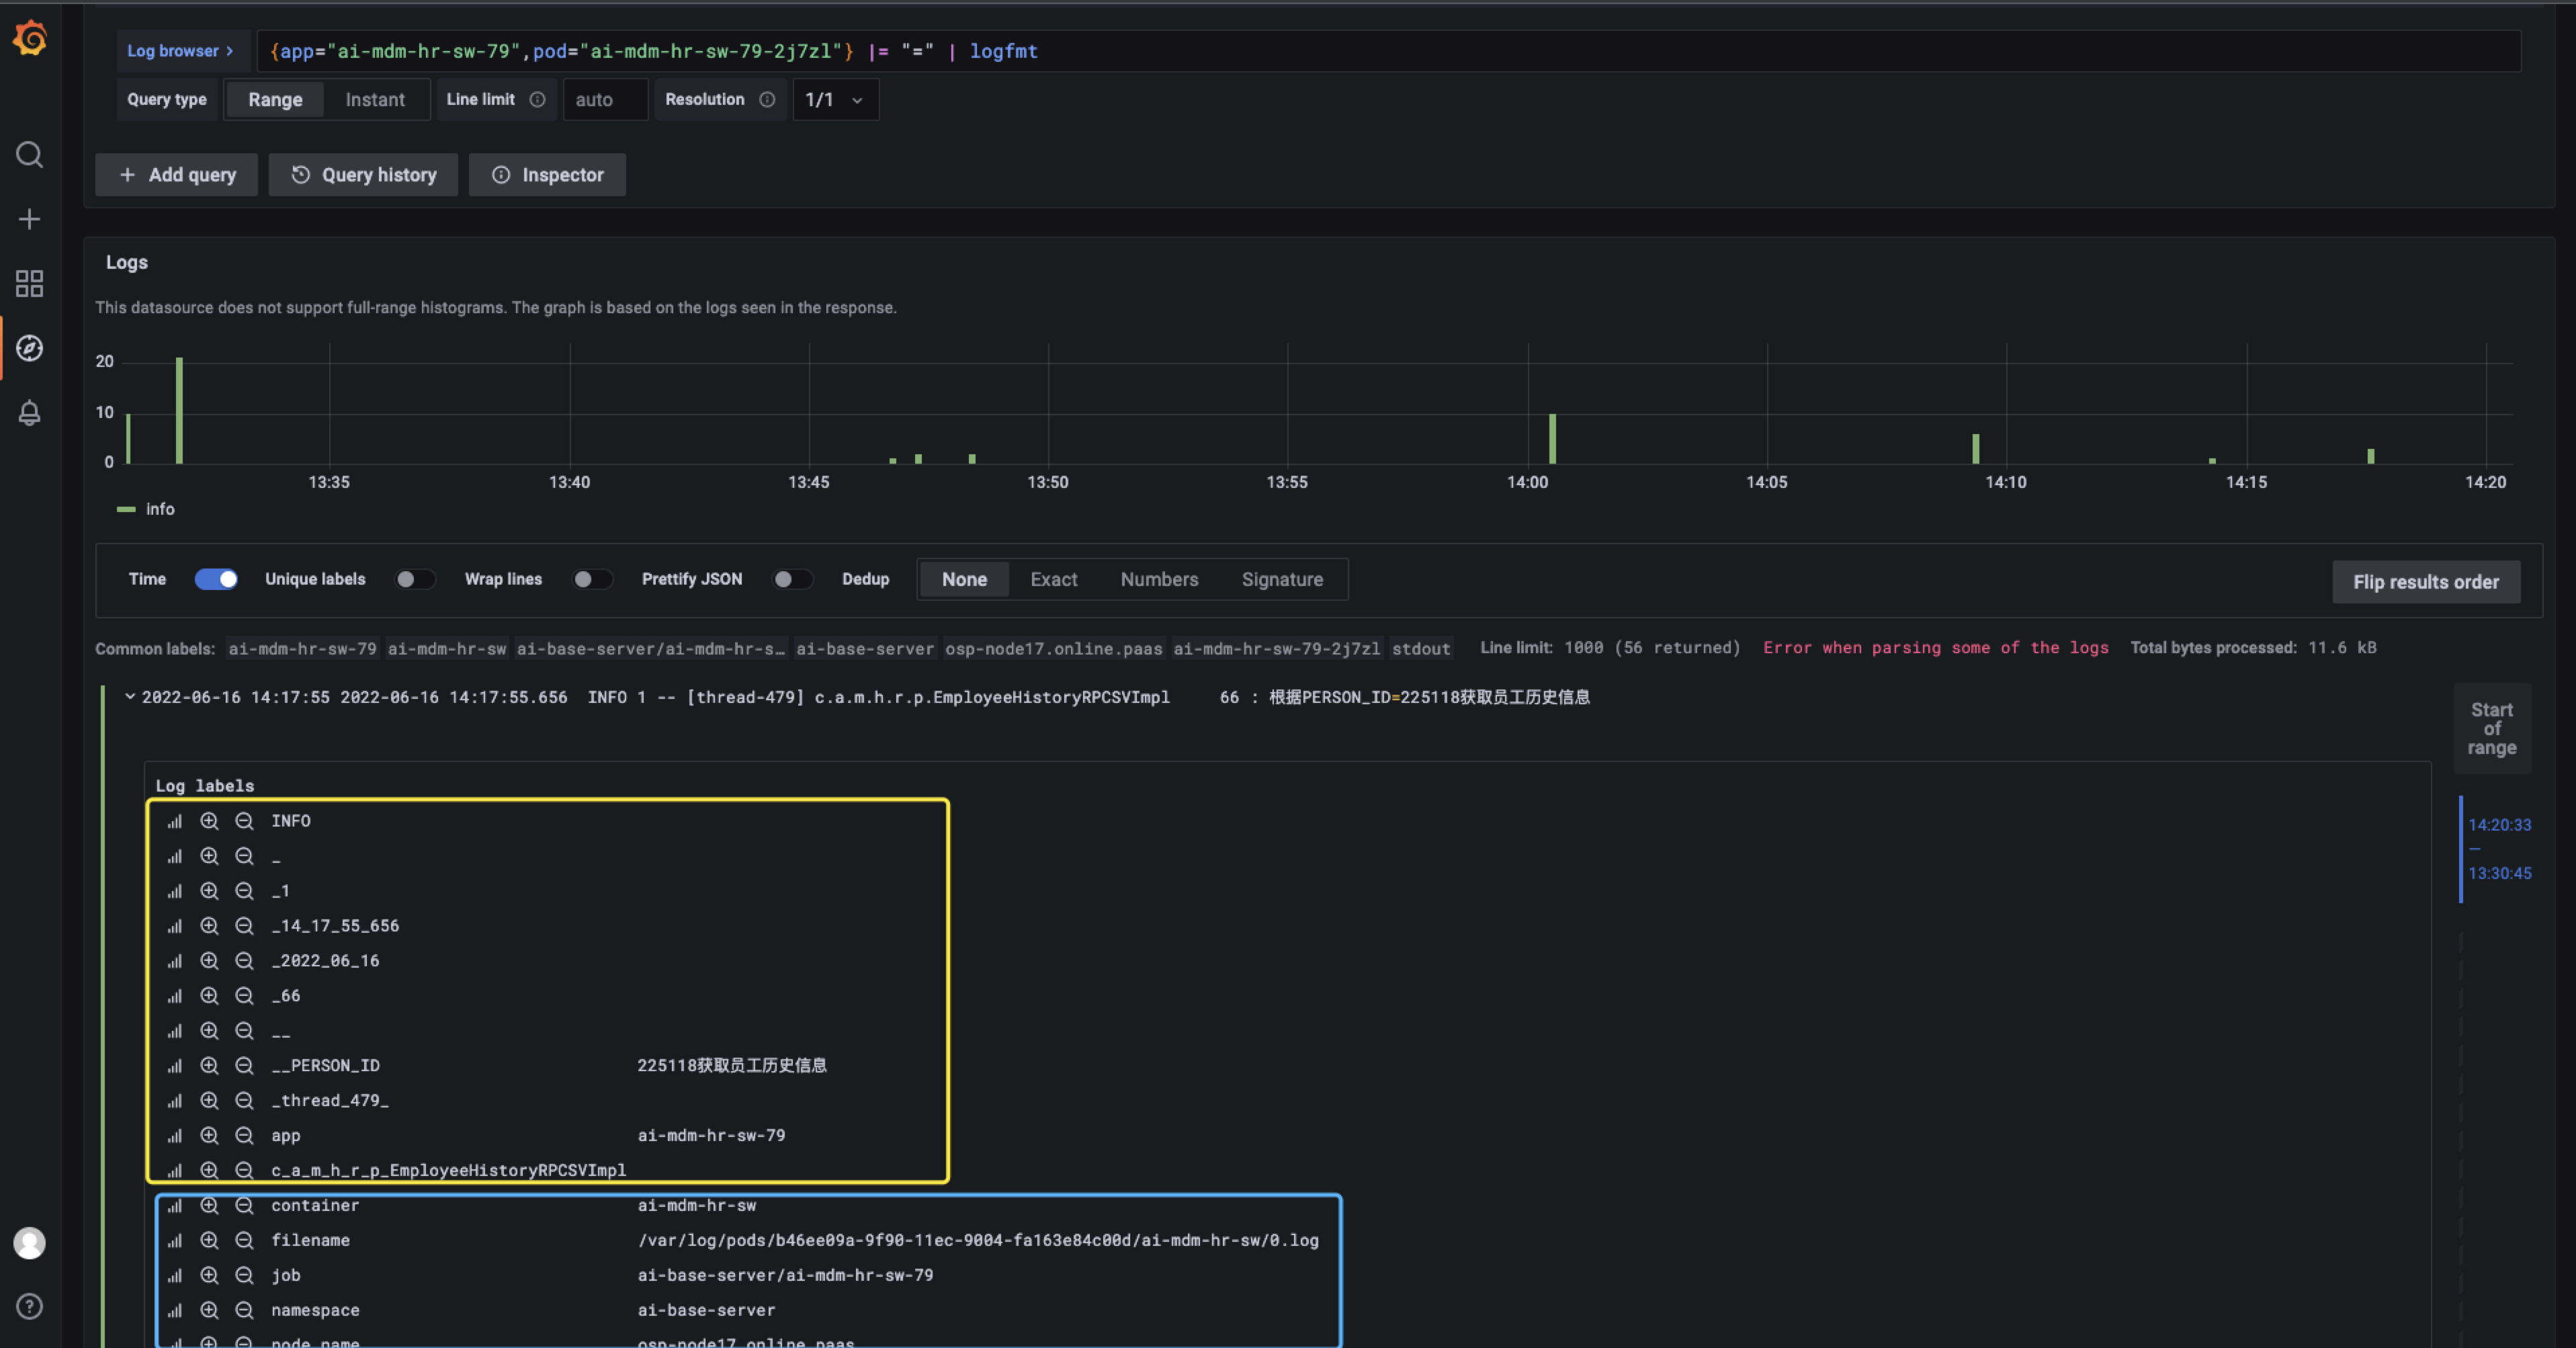 Log browser > {app="ai-mdm-hr-sw-79",pod="ai-mdm-hr-sw-79-2j7zl"} |= "=" | logfmt
Query type Range Instant Line limit auto Resolution 1/1
+ Add query Query history Inspector
Logs
This datasource does not support full-range histograms. The graph is based on the logs seen in the response.
20
10
0
13:35 13:40 13:45 13:50 13:55 14:00 14:05 14:10 14:15 14:20
info
Time Unique labels Wrap lines Prettify JSON Dedup None Exact Numbers Signature Flip results order
Common labels: ai-mdm-hr-sw-79 ai-mdm-hr-sw ai-base-server/ai-mdm-hr-s… ai-base-server osp-node17.online.paas ai-mdm-hr-sw-79-2j7zl stdout Line limit: 1000 (56 returned) Error when parsing some of the logs Total bytes processed: 11.6 kB
2022-06-16 14:17:55 2022-06-16 14:17:55.656 INFO 1 -- [thread-479] c.a.m.h.r.p.EmployeeHistoryRPCSVImpl 66 : 根据PERSON_ID=225118获取员工历史信息
Start
of
range
14:20:33
—
13:30:45
Log labels
INFO
_
_1
_14_17_55_656
_2022_06_16
_66
__
__PERSON_ID 225118获取员工历史信息
_thread_479_
app ai-mdm-hr-sw-79
c_a_m_h_r_p_EmployeeHistoryRPCSVImpl
container ai-mdm-hr-sw
filename /var/log/pods/b46ee09a-9f90-11ec-9004-fa163e84c00d/ai-mdm-hr-sw/0.log
job ai-base-server/ai-mdm-hr-sw-79
namespace ai-base-server
node_name osp-node17.online.paas